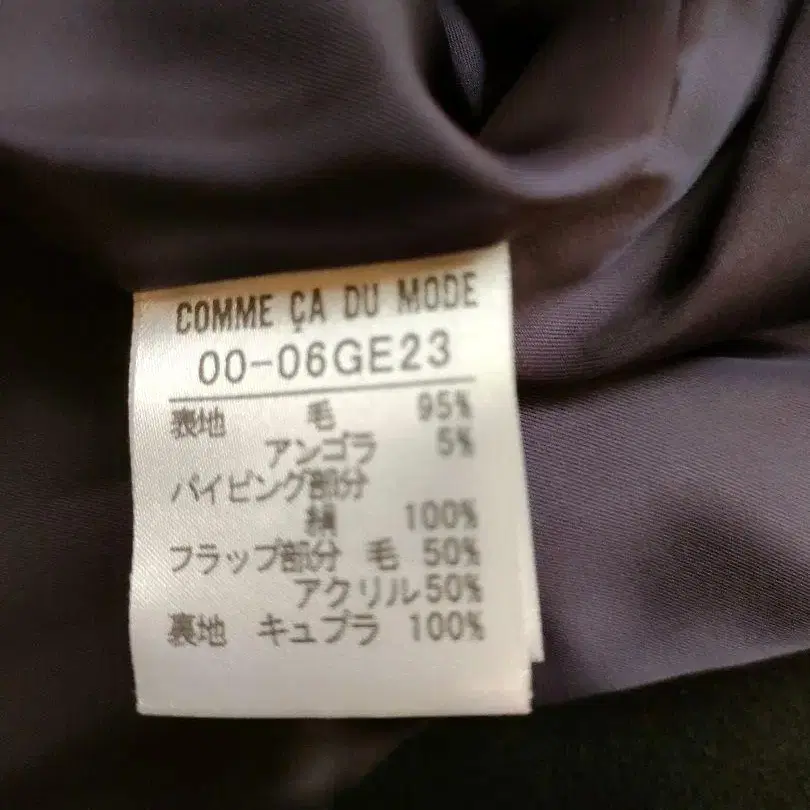 COMME ÇA DU MODE
00-06GE23
表地 毛 95%
アンゴラ 5%
パイピング部分
絹 100%
フラップ部分 毛 50%
アクリル50%
裏地 キュプラ 100%